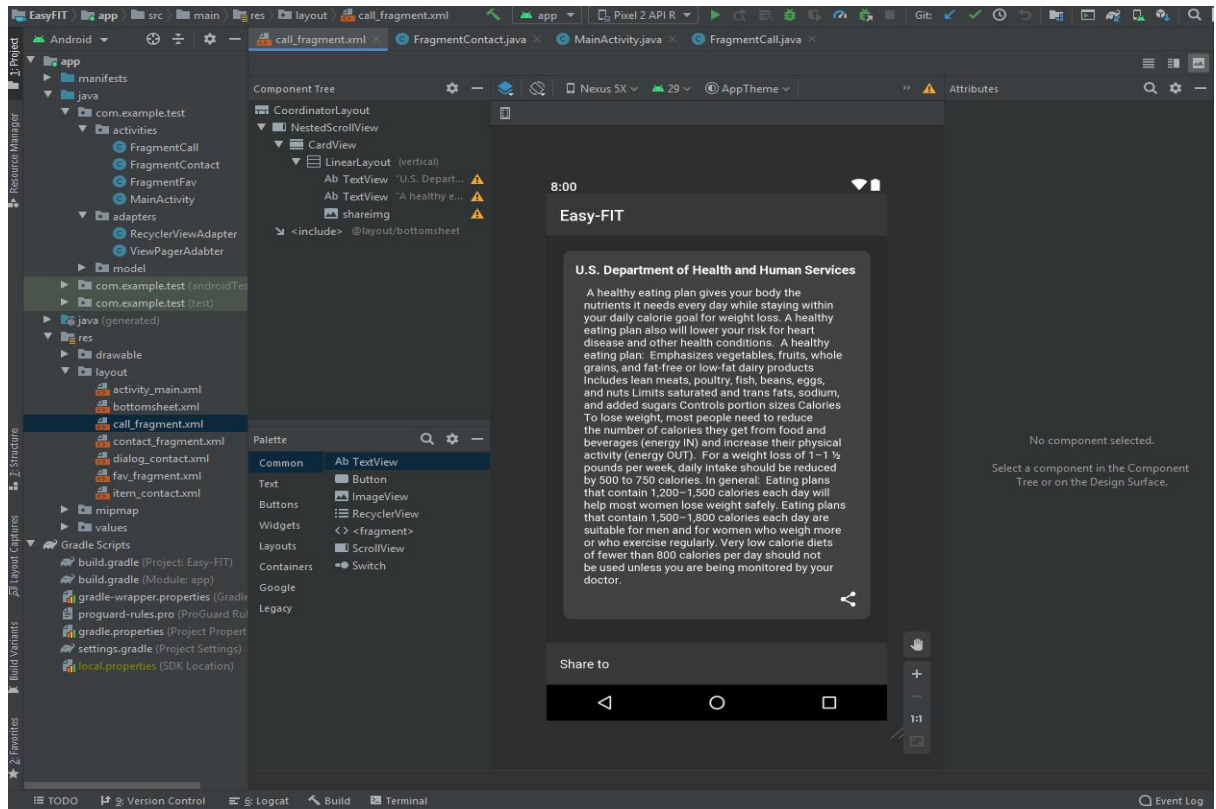 EasyFIT app src main res layout call_fragment.xml app Pixel 2 API R Git:
Android
call_fragment.xml FragmentContact.java MainActivity.java FragmentCall.java
1: Project
Resource Manager
Z: Structure
Layout Captures
Build Variants
2: Favorites
app
manifests
java
com.example.test
activities
FragmentCall
FragmentContact
FragmentFav
MainActivity
adapters
RecyclerViewAdapter
ViewPagerAdabter
model
com.example.test (androidTes
com.example.test (test)
java (generated)
res
drawable
layout
activity_main.xml
bottomsheet.xml
call_fragment.xml
contact_fragment.xml
dialog_contact.xml
fav_fragment.xml
item_contact.xml
mipmap
values
Gradle Scripts
build.gradle (Project: Easy-FIT)
build.gradle (Module: app)
gradle-wrapper.properties (Gradle
proguard-rules.pro (ProGuard Rul
gradle.properties (Project Propert
settings.gradle (Project Settings)
local.properties (SDK Location)
Component Tree
CoordinatorLayout
NestedScrollView
CardView
LinearLayout (vertical)
Ab TextView "U.S. Depart...
Ab TextView "A healthy e...
shareimg
<include> @layout/bottomsheet
Palette
Common
Text
Buttons
Widgets
Layouts
Containers
Google
Legacy
Ab TextView
Button
ImageView
RecyclerView
<fragment>
ScrollView
Switch
Nexus 5X 29 AppTheme
8:00
Easy-FIT
U.S. Department of Health and Human Services
A healthy eating plan gives your body the
nutrients it needs every day while staying within
your daily calorie goal for weight loss. A healthy
eating plan also will lower your risk for heart
disease and other health conditions. A healthy
eating plan: Emphasizes vegetables, fruits, whole
grains, and fat-free or low-fat dairy products
Includes lean meats, poultry, fish, beans, eggs,
and nuts Limits saturated and trans fats, sodium,
and added sugars Controls portion sizes Calories
To lose weight, most people need to reduce
the number of calories they get from food and
beverages (energy IN) and increase their physical
activity (energy OUT). For a weight loss of 1–1 ½
pounds per week, daily intake should be reduced
by 500 to 750 calories. In general: Eating plans
that contain 1,200–1,500 calories each day will
help most women lose weight safely. Eating plans
that contain 1,500–1,800 calories each day are
suitable for men and for women who weigh more
or who exercise regularly. Very low calorie diets
of fewer than 800 calories per day should not
be used unless you are being monitored by your
doctor.
Share to
1:1
Attributes
No component selected.
Select a component in the Component
Tree or on the Design Surface.
TODO 9: Version Control 6: Logcat Build Terminal Event Log